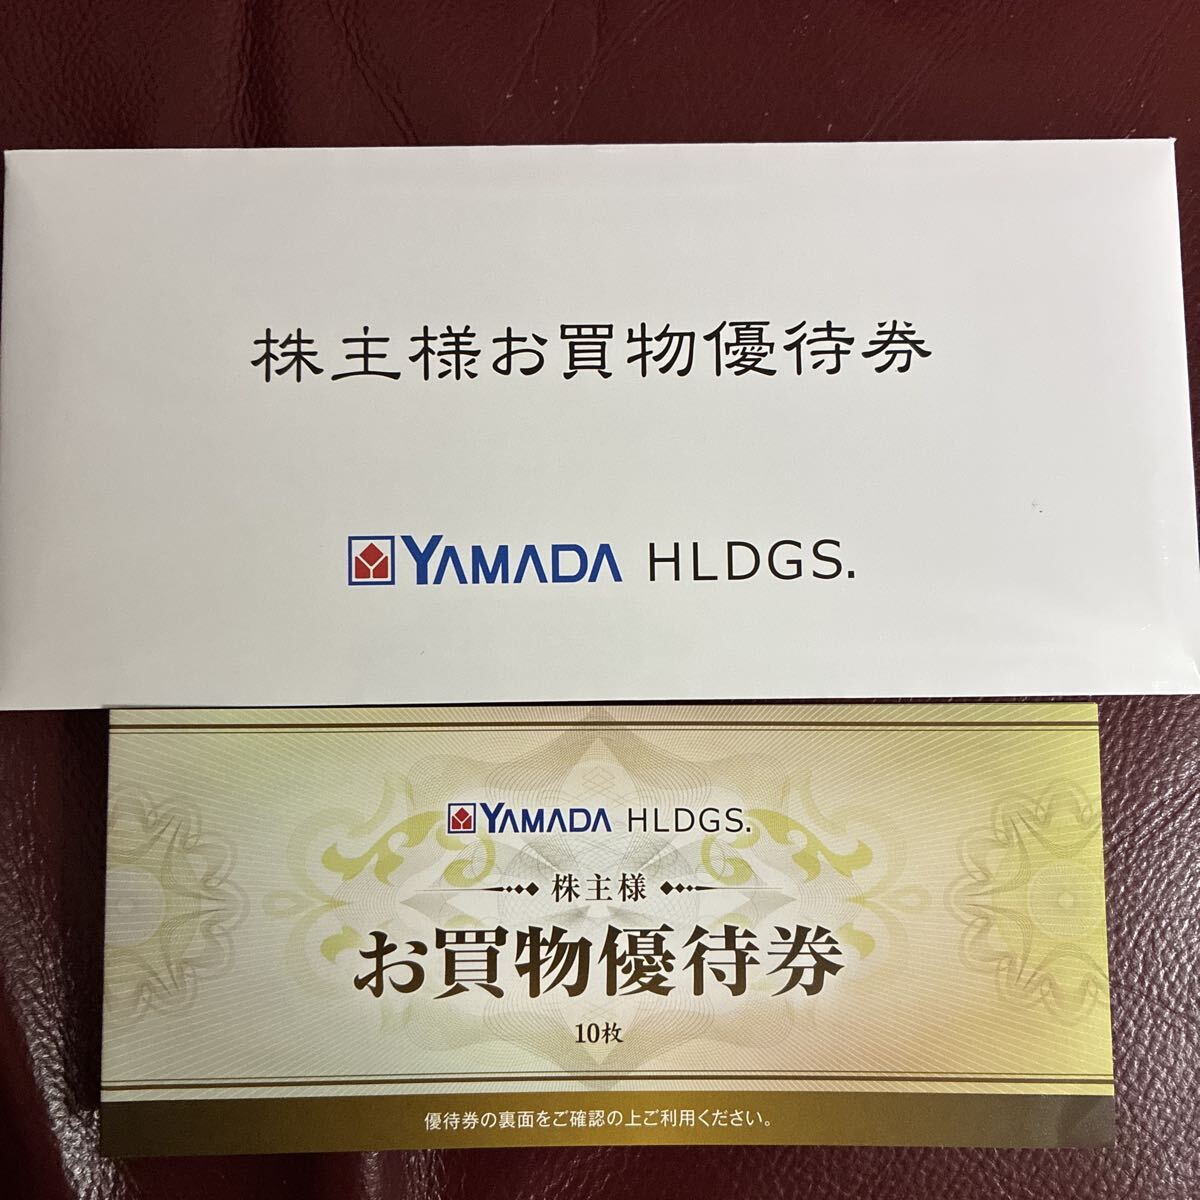 株主様お買物優待券
YAMADA HLDGS.
YAMADA HLDGS.
株主様
お買物優待券
10枚
優待券の裏面をご確認の上ご利用ください。